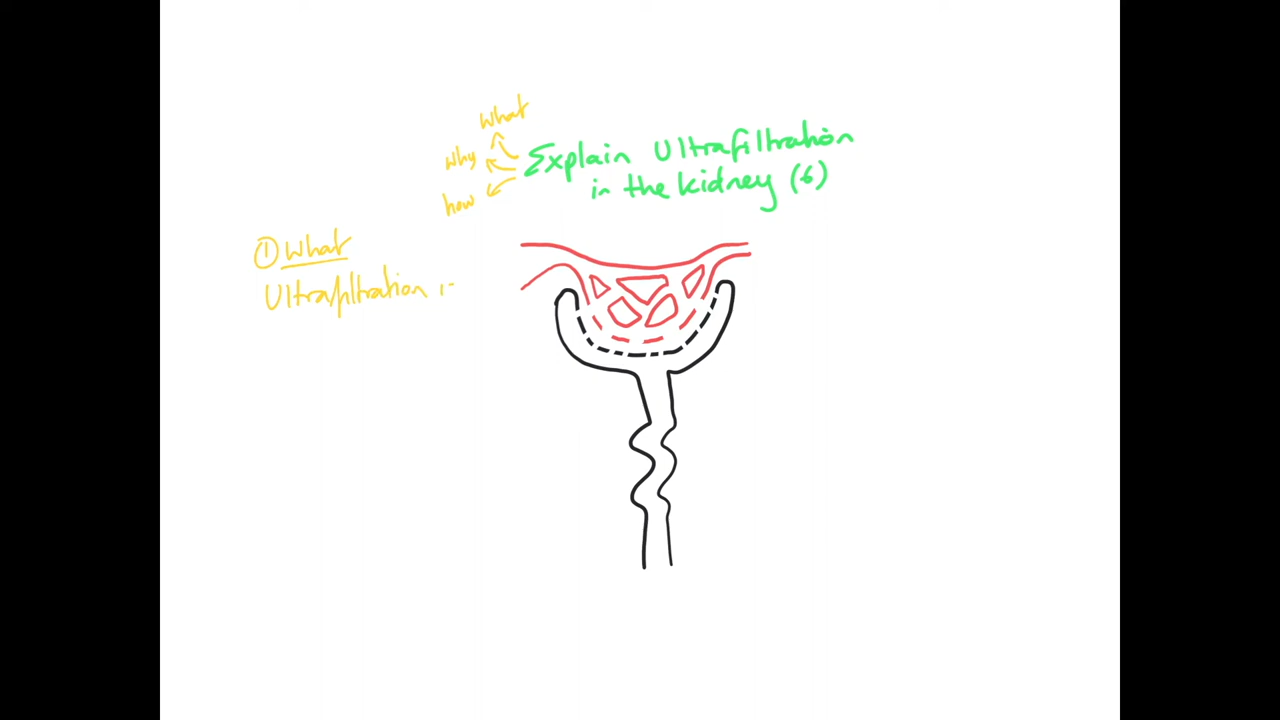 What
Why
how
Explain Ultrafiltration
in the kidney (6)
① What
Ultrafiltration